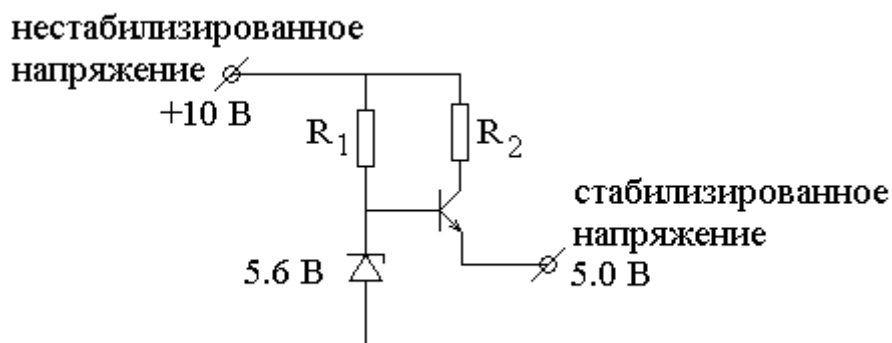 нестабилизированное
напряжение
+10 В
R1
R2
стабилизированное
напряжение
5.6 В
5.0 В